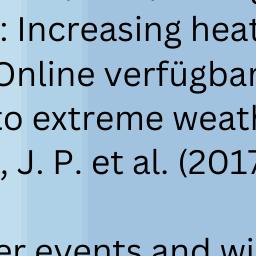 : Increasing heat
Online verfügbar
to extreme weath
, J. P. et al. (2017
er events and wi